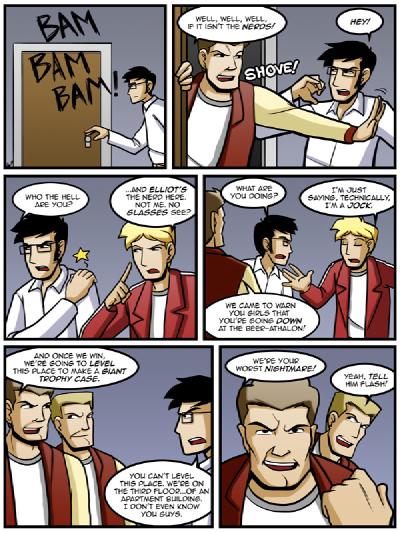 BAM
BAM
BAM!
WELL, WELL, WELL,
IF IT ISN'T THE NERDS!
HEY!
SHOVE!
WHO THE HELL
ARE YOU?
...AND ELLIOT'S
THE NERD HERE.
NOT ME. NO
GLASSES SEE?
WHAT ARE
YOU DOING?
I'M JUST
SAYING, TECHNICALLY,
I'M A JOCK.
WE CAME TO WARN
YOU GIRLS THAT
YOU'RE GOING DOWN
AT THE BEER-ATHALON!
AND ONCE WE WIN,
WE'RE GOING TO LEVEL
THIS PLACE TO MAKE A GIANT
TROPHY CASE.
YOU CAN'T LEVEL
THIS PLACE. WE'RE ON
THE THIRD FLOOR...OF AN
APARTMENT BUILDING.
I DON'T EVEN KNOW
YOU GUYS.
WE'RE YOUR
WORST NIGHTMARE!
YEAH, TELL
HIM FLASH!